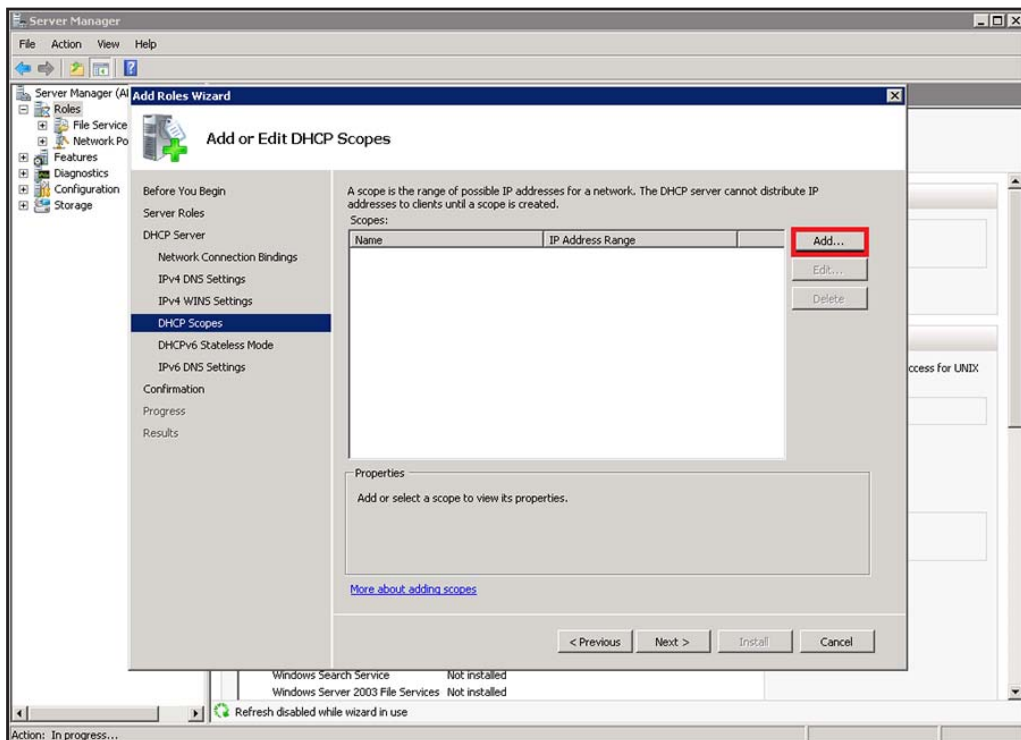 Server Manager
File Action View Help
Server Manager (Al
Roles
File Service
Network Po
Features
Diagnostics
Configuration
Storage
Add Roles Wizard
Add or Edit DHCP Scopes
Before You Begin
Server Roles
DHCP Server
Network Connection Bindings
IPv4 DNS Settings
IPv4 WINS Settings
DHCP Scopes
DHCPv6 Stateless Mode
IPv6 DNS Settings
Confirmation
Progress
Results
A scope is the range of possible IP addresses for a network. The DHCP server cannot distribute IP
addresses to clients until a scope is created.
Scopes:
Name IP Address Range
Add...
Edit...
Delete
Properties
Add or select a scope to view its properties.
More about adding scopes
< Previous Next > Install Cancel
ccess for UNIX
Windows Search Service Not installed
Windows Server 2003 File Services Not installed
Refresh disabled while wizard in use
Action: In progress...